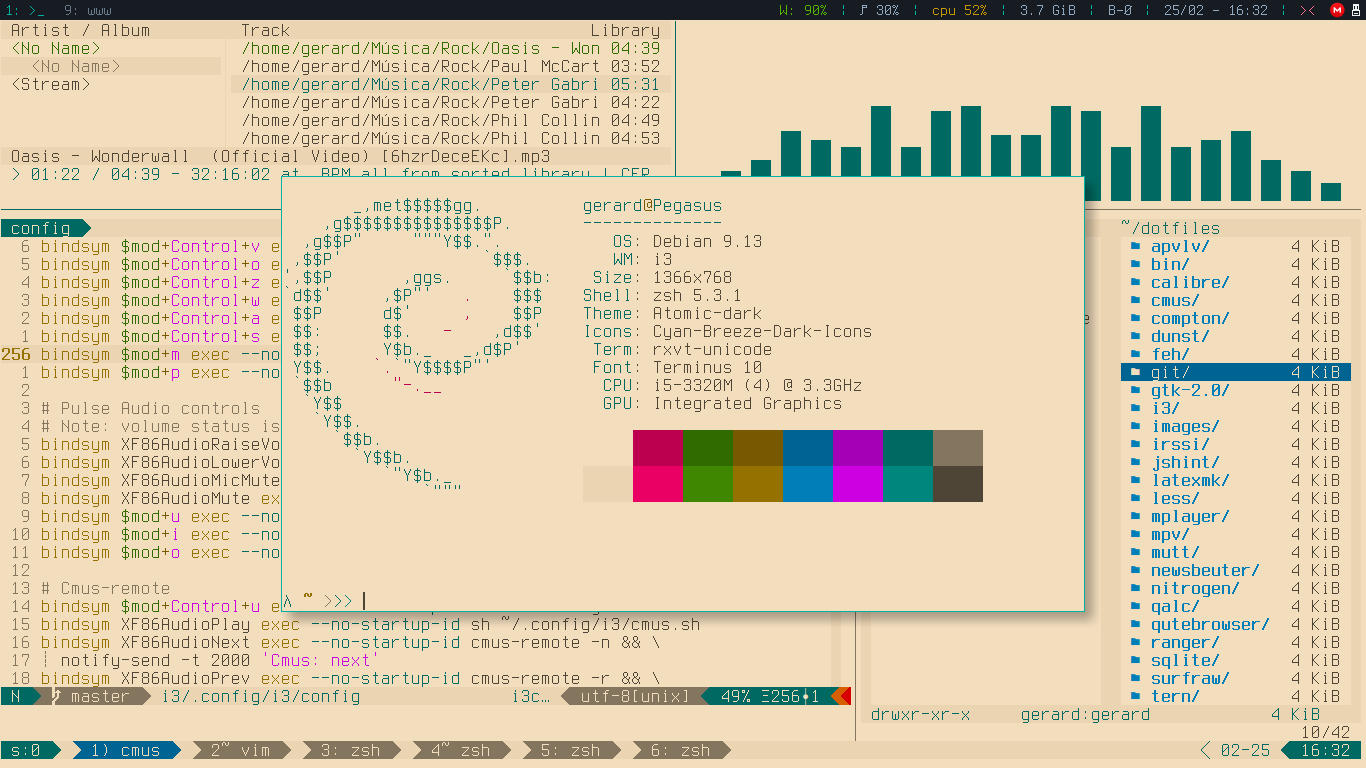 1: >_ 9: www W: 90% 30% cpu 52% 3.7 GiB B-0 25/02 - 16:32 ><
Artist / Album Track Library
<No Name> /home/gerard/Música/Rock/Oasis - Won 04:39
<No Name> /home/gerard/Música/Rock/Paul McCart 03:52
<Stream> /home/gerard/Música/Rock/Peter Gabri 05:31
/home/gerard/Música/Rock/Peter Gabri 04:22
/home/gerard/Música/Rock/Phil Collin 04:49
/home/gerard/Música/Rock/Phil Collin 04:53
Oasis - Wonderwall (Official Video) [6hzrDeceEKc].mp3
> 01:22 / 04:39 - 32:16:02 at BPM all from sorted library | CER
config
6 bindsym $mod+Control+v e
5 bindsym $mod+Control+o e
4 bindsym $mod+Control+z e
3 bindsym $mod+Control+w e
2 bindsym $mod+Control+a e
1 bindsym $mod+Control+s e
256 bindsym $mod+m exec --no
1 bindsym $mod+p exec --no
2
3 # Pulse Audio controls
4 # Note: volume status is
5 bindsym XF86AudioRaiseVo
6 bindsym XF86AudioLowerVo
7 bindsym XF86AudioMicMute
8 bindsym XF86AudioMute ex
9 bindsym $mod+u exec --no
10 bindsym $mod+i exec --no
11 bindsym $mod+o exec --no
12
13 # Cmus-remote
14 bindsym $mod+Control+u e
15 bindsym XF86AudioPlay exec --no-startup-id sh ~/.config/i3/cmus.sh
16 bindsym XF86AudioNext exec --no-startup-id cmus-remote -n && \
17 notify-send -t 2000 'Cmus: next'
18 bindsym XF86AudioPrev exec --no-startup-id cmus-remote -r && \
N master i3/.config/i3/config i3c… utf-8[unix] 49% Ξ256 1
gerard@Pegasus
--------------
OS: Debian 9.13
WM: i3
Size: 1366x768
Shell: zsh 5.3.1
Theme: Atomic-dark
Icons: Cyan-Breeze-Dark-Icons
Term: rxvt-unicode
Font: Terminus 10
CPU: i5-3320M (4) @ 3.3GHz
GPU: Integrated Graphics
λ ~ >>>
~/dotfiles
apvlv/ 4 KiB
bin/ 4 KiB
calibre/ 4 KiB
cmus/ 4 KiB
compton/ 4 KiB
dunst/ 4 KiB
feh/ 4 KiB
git/ 4 KiB
gtk-2.0/ 4 KiB
i3/ 4 KiB
images/ 4 KiB
irssi/ 4 KiB
jshint/ 4 KiB
latexmk/ 4 KiB
less/ 4 KiB
mplayer/ 4 KiB
mpv/ 4 KiB
mutt/ 4 KiB
newsbeuter/ 4 KiB
nitrogen/ 4 KiB
qalc/ 4 KiB
qutebrowser/ 4 KiB
ranger/ 4 KiB
sqlite/ 4 KiB
surfraw/ 4 KiB
tern/ 4 KiB
drwxr-xr-x gerard:gerard 4 KiB
10/42
s:0 1) cmus 2~ vim 3: zsh 4~ zsh 5: zsh 6: zsh 02-25 16:32